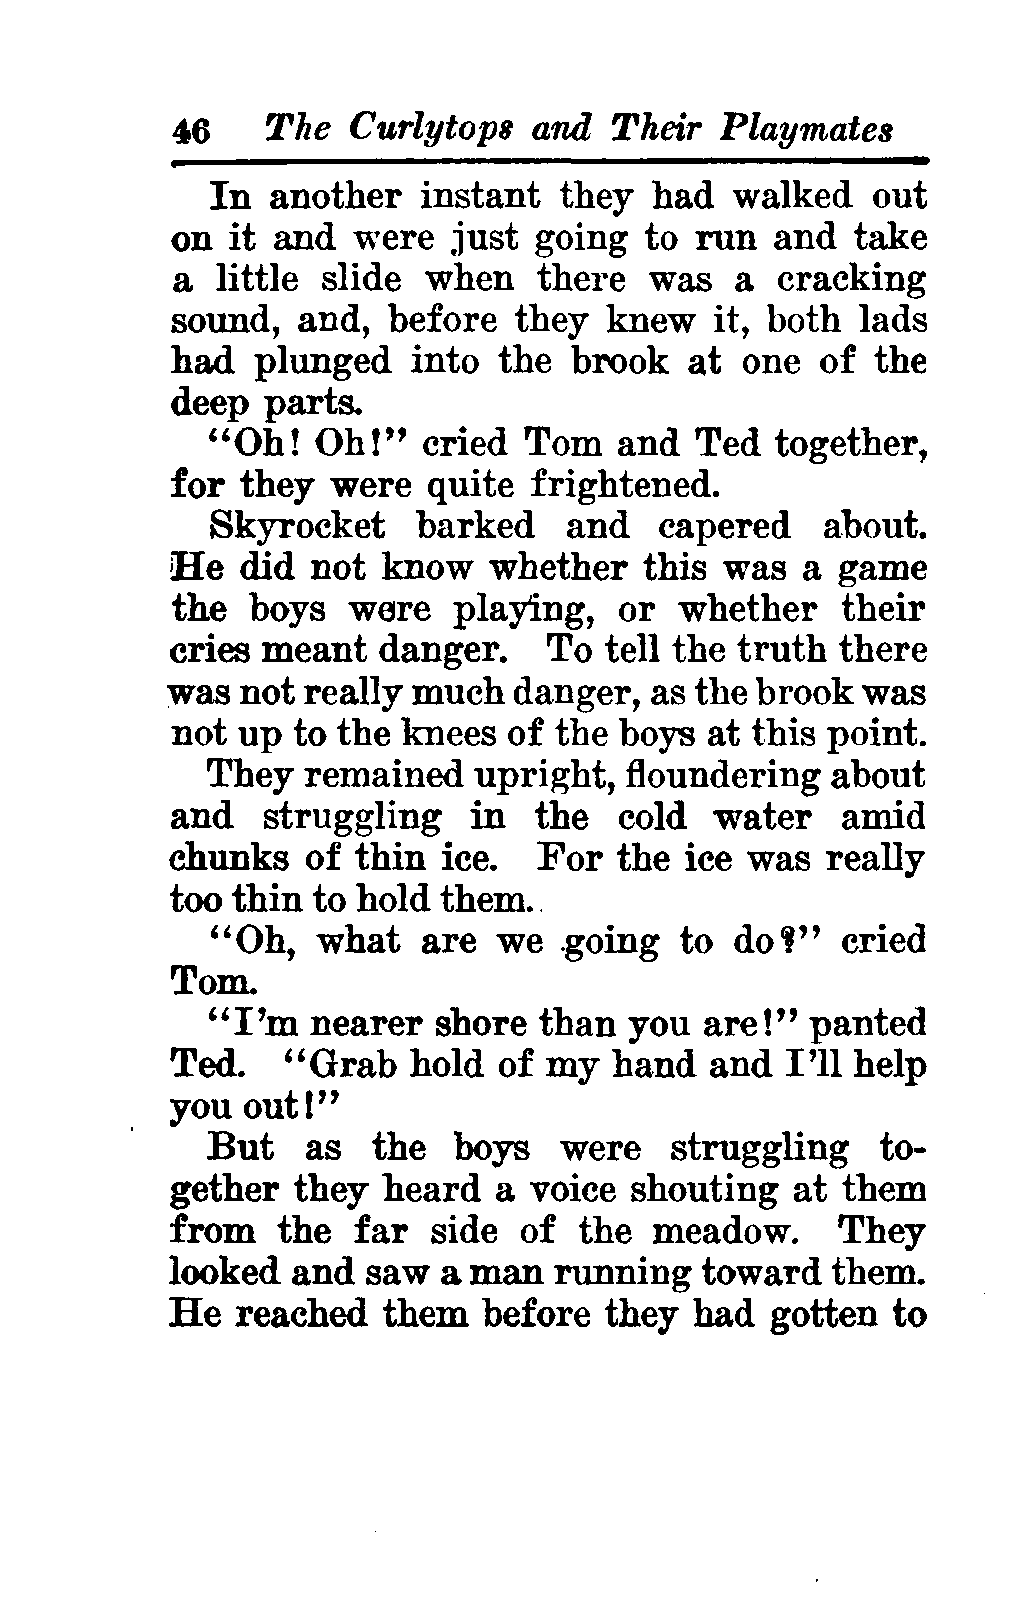 46 The Curlytops and Their Playmates
In another instant they had walked out
on it and were just going to run and take
a little slide when there was a cracking
sound, and, before they knew it, both lads
had plunged into the brook at one of the
deep parts.
“Oh! Oh!” cried Tom and Ted together,
for they were quite frightened.
Skyrocket barked and capered about.
He did not know whether this was a game
the boys were playing, or whether their
cries meant danger. To tell the truth there
was not really much danger, as the brook was
not up to the knees of the boys at this point.
They remained upright, floundering about
and struggling in the cold water amid
chunks of thin ice. For the ice was really
too thin to hold them.
“Oh, what are we going to do?” cried
Tom.
“I’m nearer shore than you are!” panted
Ted. “Grab hold of my hand and I’ll help
you out!”
But as the boys were struggling to-
gether they heard a voice shouting at them
from the far side of the meadow. They
looked and saw a man running toward them.
He reached them before they had gotten to